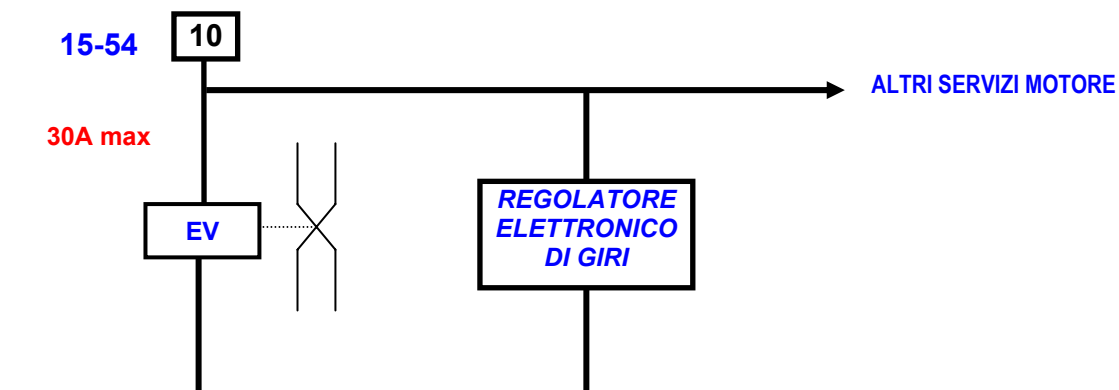 15-54
10
ALTRI SERVIZI MOTORE
30A max
EV
REGOLATORE
ELETTRONICO
DI GIRI